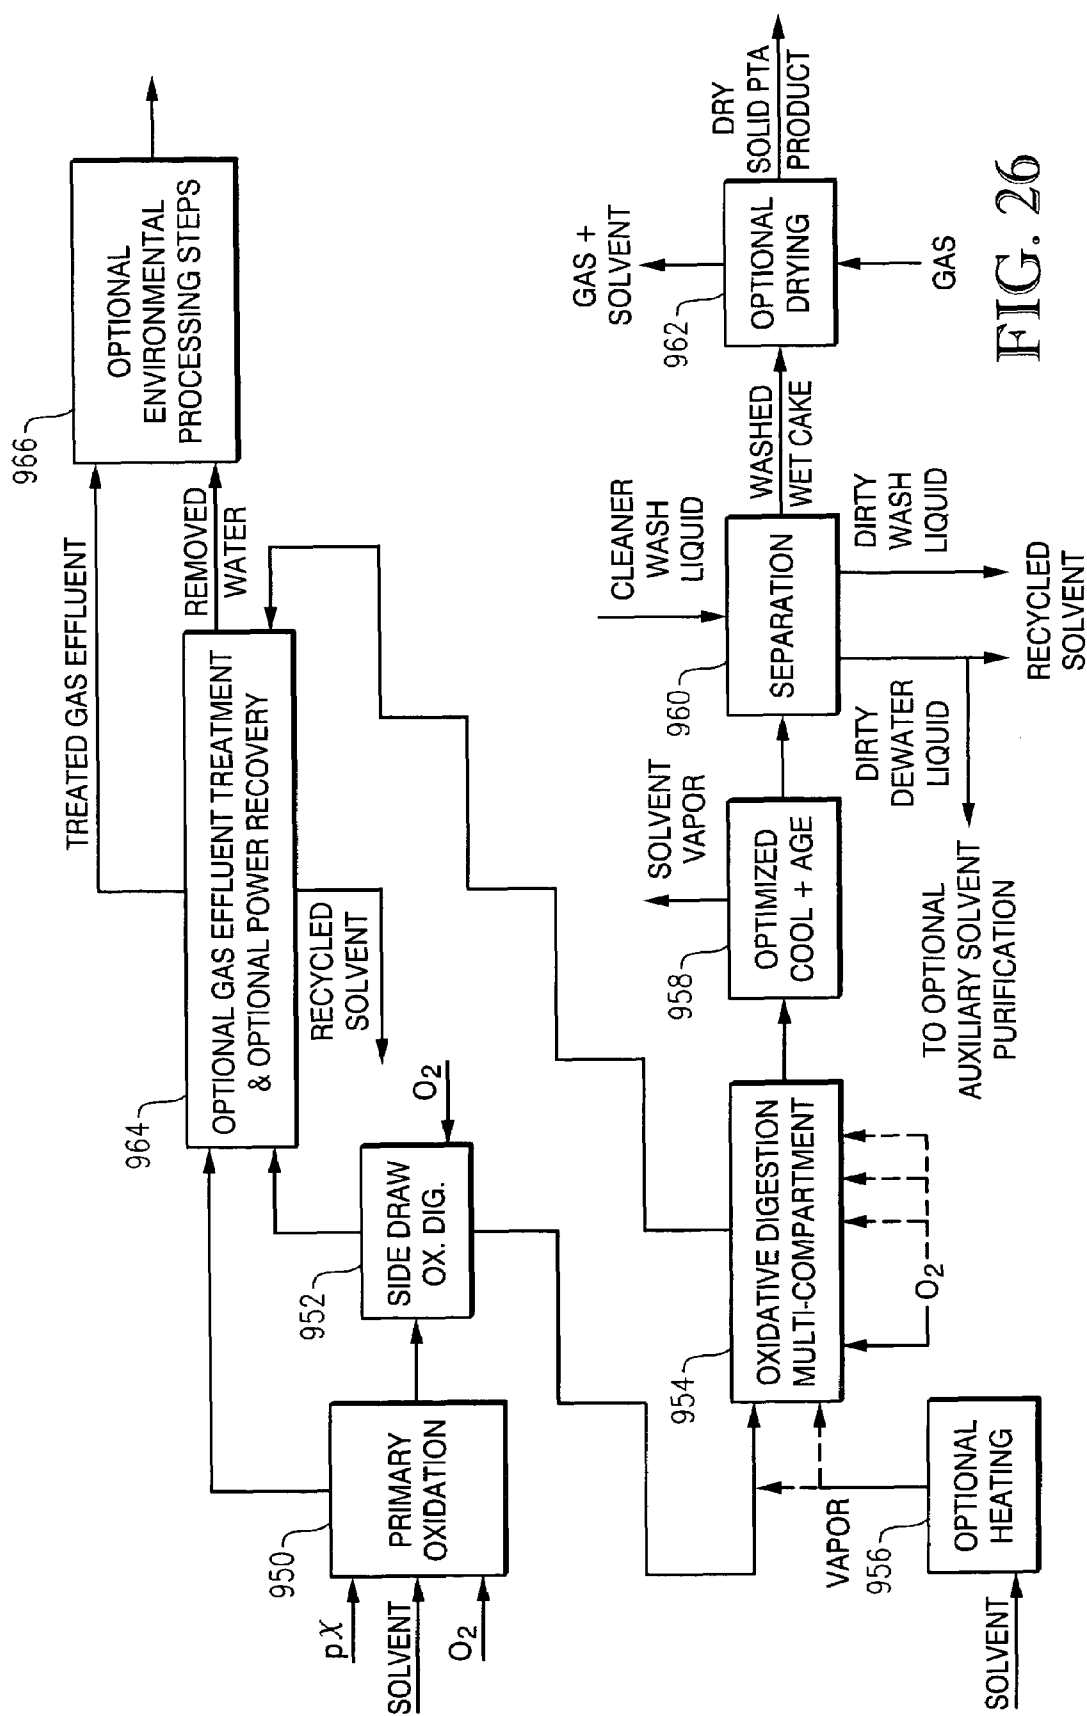 OPTIONAL
ENVIRONMENTAL
PROCESSING STEPS
966
TREATED GAS EFFLUENT
REMOVED
WATER
OPTIONAL GAS EFFLUENT TREATMENT
& OPTIONAL POWER RECOVERY
964
RECYCLED
SOLVENT
O2
SIDE DRAW
OX. DIG.
952
PRIMARY
OXIDATION
950
pX
SOLVENT
O2
DRY
SOLID PTA
PRODUCT
GAS +
SOLVENT
OPTIONAL
DRYING
962
GAS
WASHED
WET CAKE
CLEANER
WASH
LIQUID
SEPARATION
960
DIRTY
WASH
LIQUID
DIRTY
DEWATER
LIQUID
RECYCLED
SOLVENT
SOLVENT
VAPOR
OPTIMIZED
COOL + AGE
958
TO OPTIONAL
AUXILIARY SOLVENT
PURIFICATION
OXIDATIVE DIGESTION
MULTI-COMPARTMENT
954
O2
VAPOR
OPTIONAL
HEATING
956
SOLVENT
FIG. 26